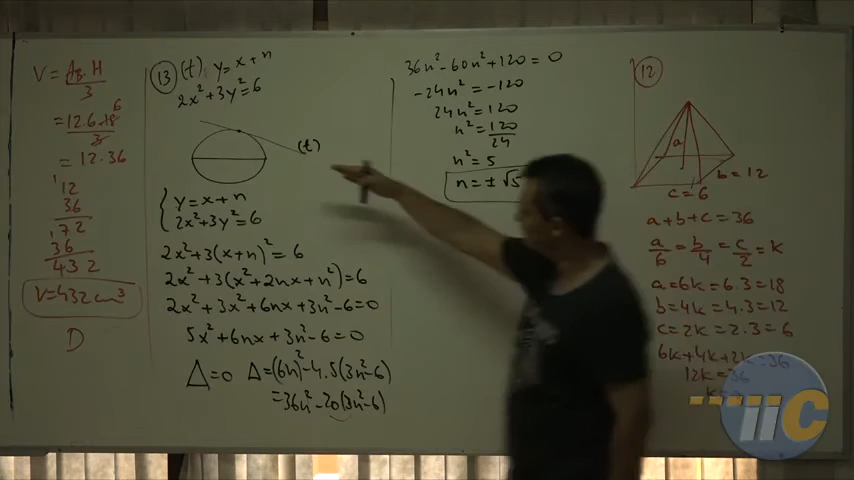 V = Ab.H / 3
= 12.6.18 6 / 3
= 12.36
1
12
36
72
36
432
V=432 cm³
D
13 (t): y=x+n
2x²+3y²=6
(t)
y=x+n
2x²+3y²=6
2x²+3(x+n)²=6
2x²+3(x²+2nx+n²)=6
2x²+3x²+6nx+3n²-6=0
5x²+6nx+3n²-6=0
Δ=0 Δ=(6n)²-4.5(3n²-6)
=36n²-20(3n²-6)
36n²-60n²+120=0
-24n²=-120
24n²=120
n²=120/24
n²=5
n=±√5
12
a
b=12
c=6
a+b+c=36
a/6=b/4=c/2=k
a=6k=6.3=18
b=4k=4.3=12
c=2k=2.3=6
6k+4k+2k=36
12k=36